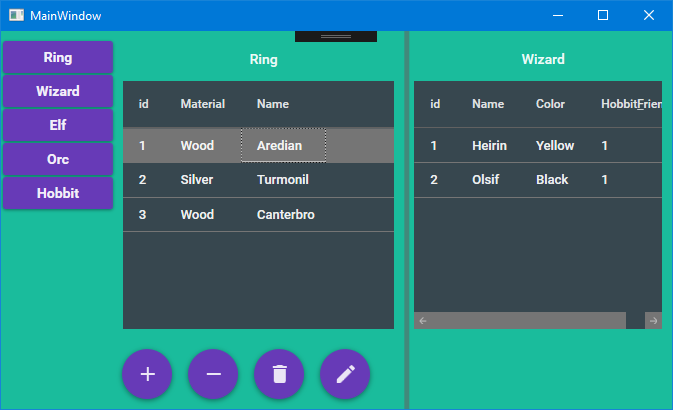 MainWindow
Ring
Wizard
Elf
Orc
Hobbit
Ring
id Material Name
1 Wood Aredian
2 Silver Turmonil
3 Wood Canterbro
Wizard
id Name Color HobbitFrien
1 Heirin Yellow 1
2 Olsif Black 1